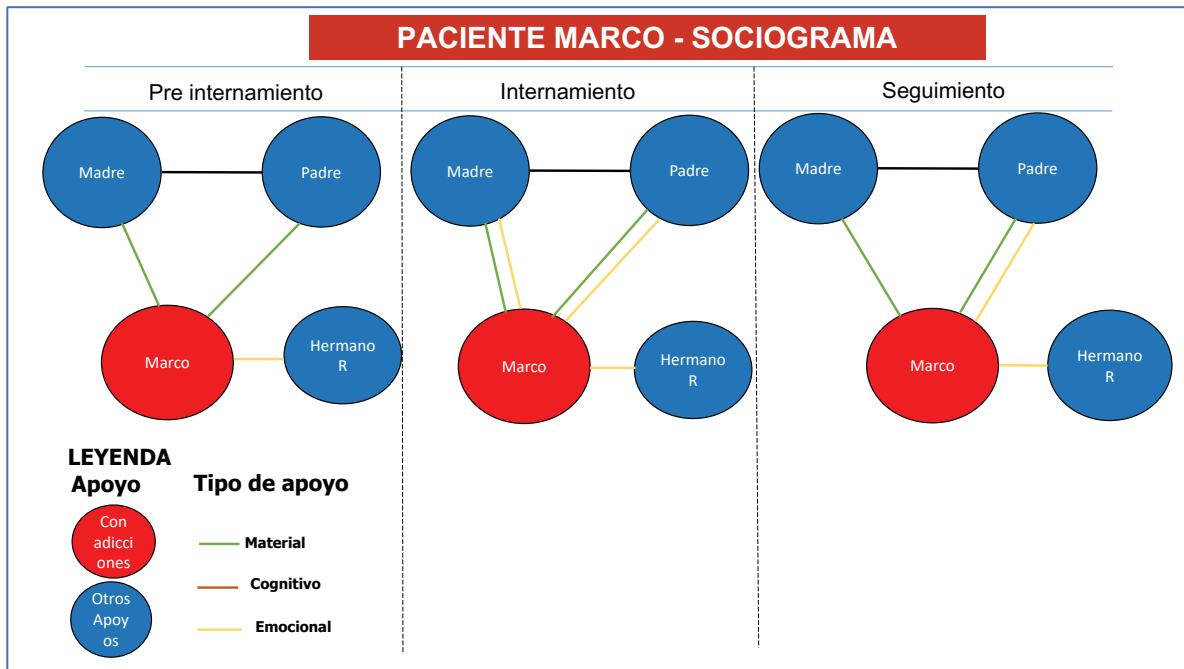 PACIENTE MARCO - SOCIOGRAMA
Pre internamiento
Internamiento
Seguimiento
Madre
Padre
Marco
Hermano
R
Madre
Padre
Marco
Hermano
R
Madre
Padre
Marco
Hermano
R
LEYENDA
Apoyo
Con
adicci
ones
Otros
Apoy
os
Tipo de apoyo
Material
Cognitivo
Emocional